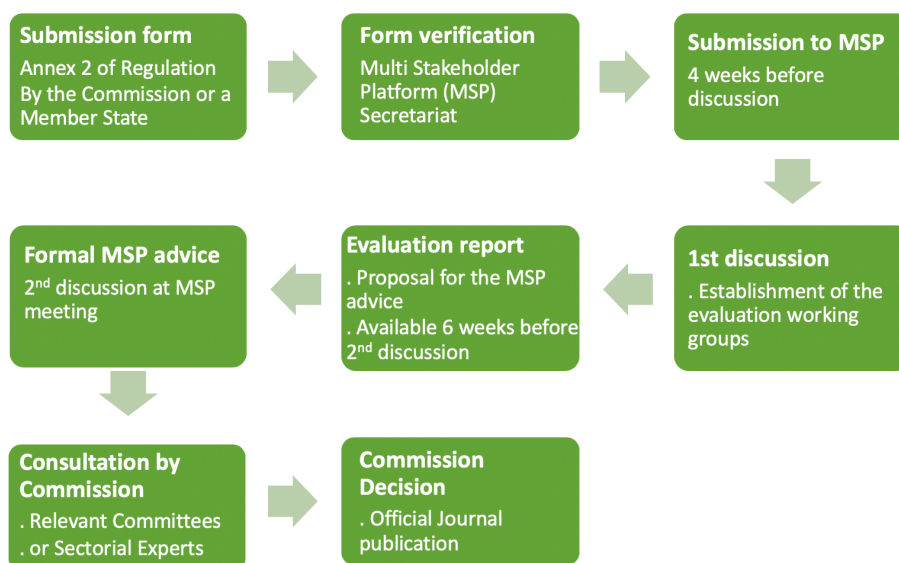 Submission form
Annex 2 of Regulation
By the Commission or a
Member State
Form verification
Multi Stakeholder
Platform (MSP)
Secretariat
Submission to MSP
4 weeks before
discussion
1st discussion
. Establishment of the
evaluation working
groups
Evaluation report
. Proposal for the MSP
advice
. Available 6 weeks before
2nd discussion
Formal MSP advice
2nd discussion at MSP
meeting
Consultation by
Commission
. Relevant Committees
. or Sectorial Experts
Commission
Decision
. Official Journal
publication